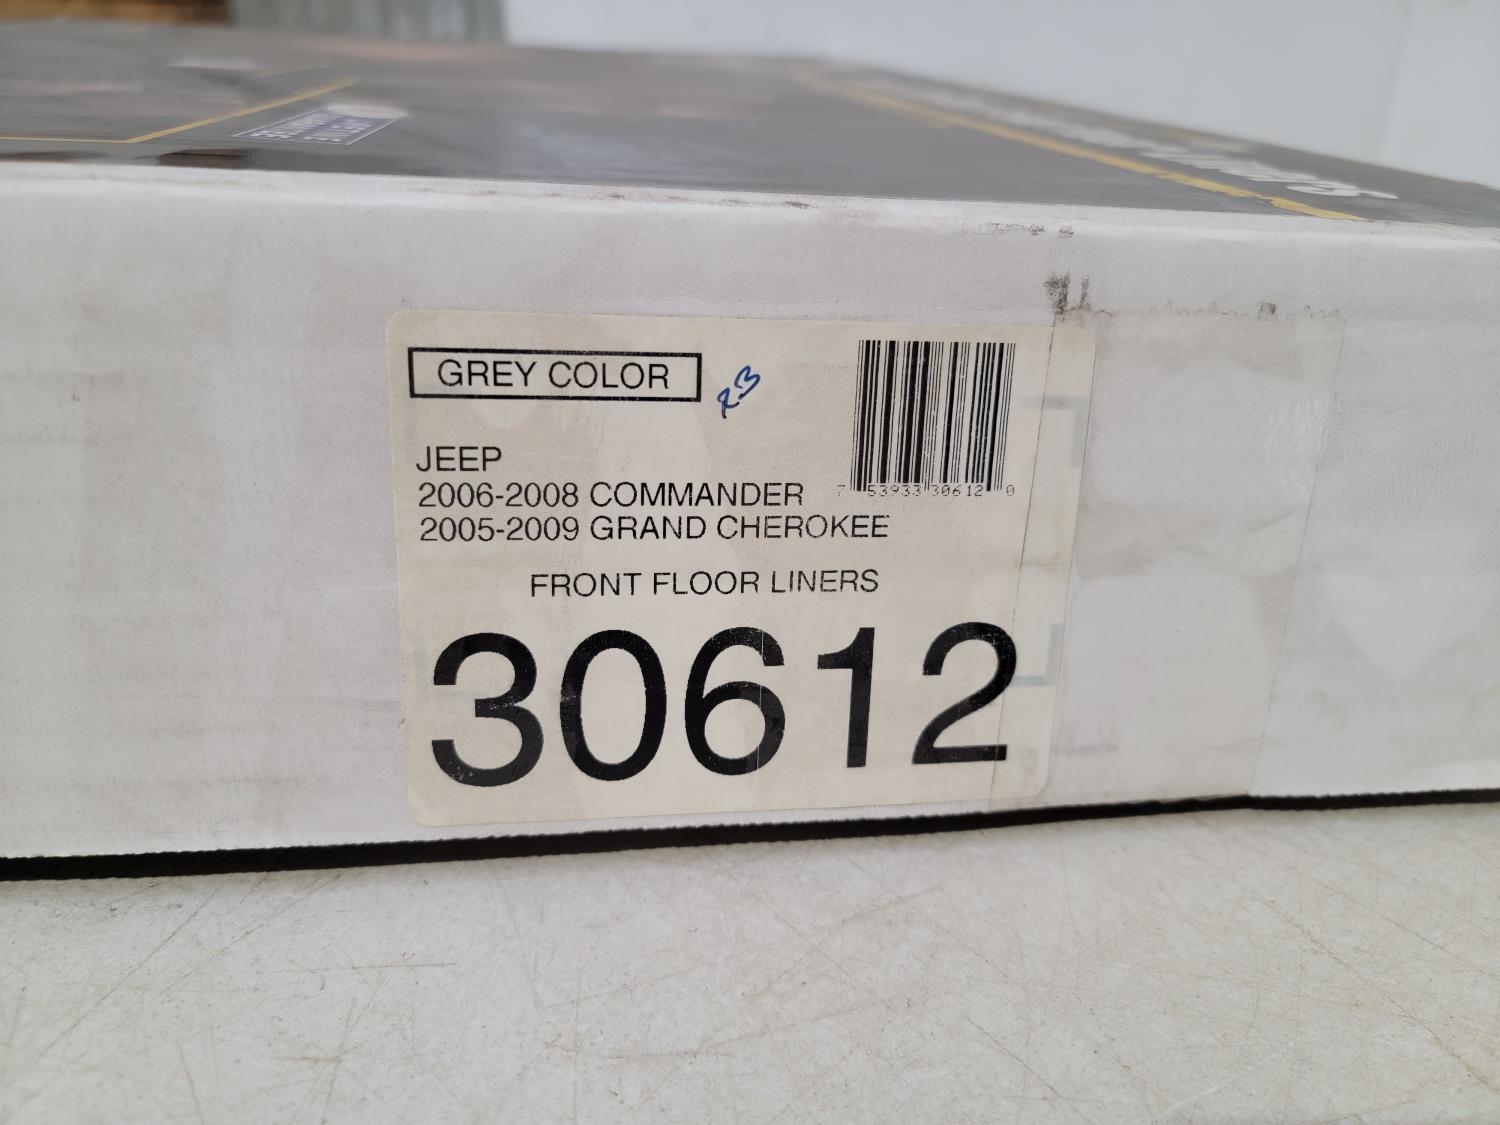 GREY COLOR
JEEP
2006-2008 COMMANDER
2005-2009 GRAND CHEROKEE
7 53933 30612 0
FRONT FLOOR LINERS
30612